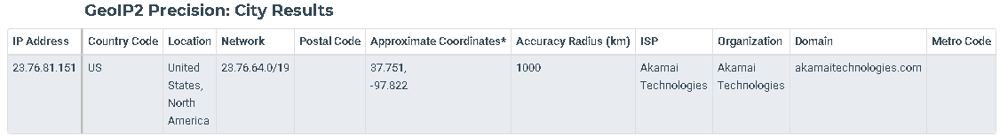 GeoIP2 Precision: City Results
IP Address Country Code Location Network Postal Code Approximate Coordinates* Accuracy Radius (km) ISP Organization Domain Metro Code
23.76.81.151 US United 23.76.64.0/19 37.751, 1000 Akamai Akamai akamaitechnologies.com
States, -97.822 Technologies Technologies
North
America